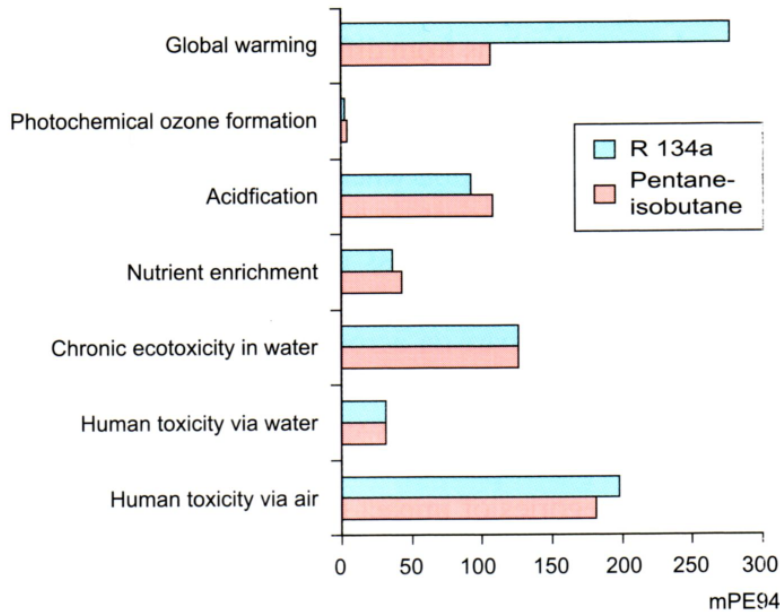 Global warming
Photochemical ozone formation
Acidfication
Nutrient enrichment
Chronic ecotoxicity in water
Human toxicity via water
Human toxicity via air
R 134a
Pentane-
isobutane
0 50 100 150 200 250 300
mPE94